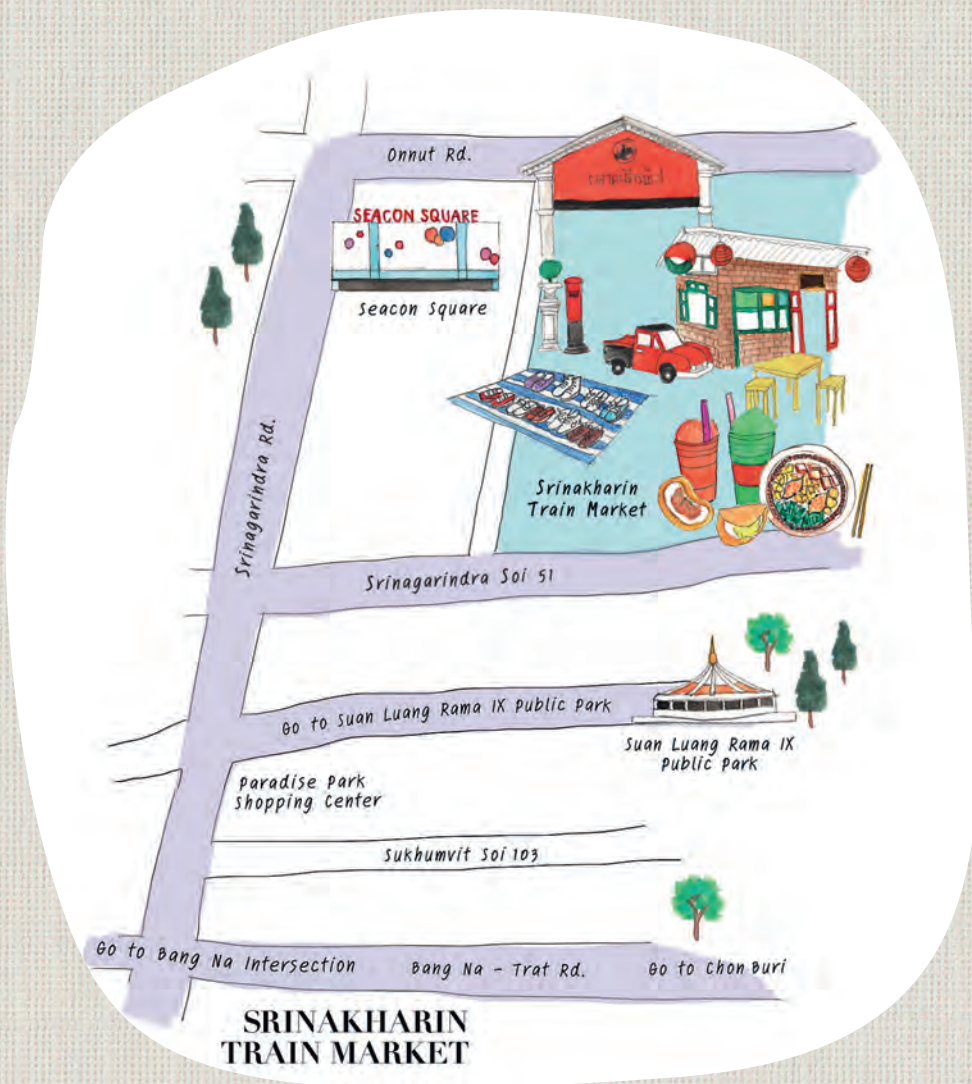 Onnut Rd.
SEACON SQUARE
Seacon Square
Srinagarindra Rd.
Srinakharin
Train Market
Srinagarindra Soi 51
Go to Suan Luang Rama IX Public Park
Suan Luang Rama IX
Public Park
Paradise Park
Shopping Center
Sukhumvit Soi 103
Go to Bang Na Intersection
Bang Na - Trat Rd.
Go to Chon Buri
SRINAKHARIN
TRAIN MARKET